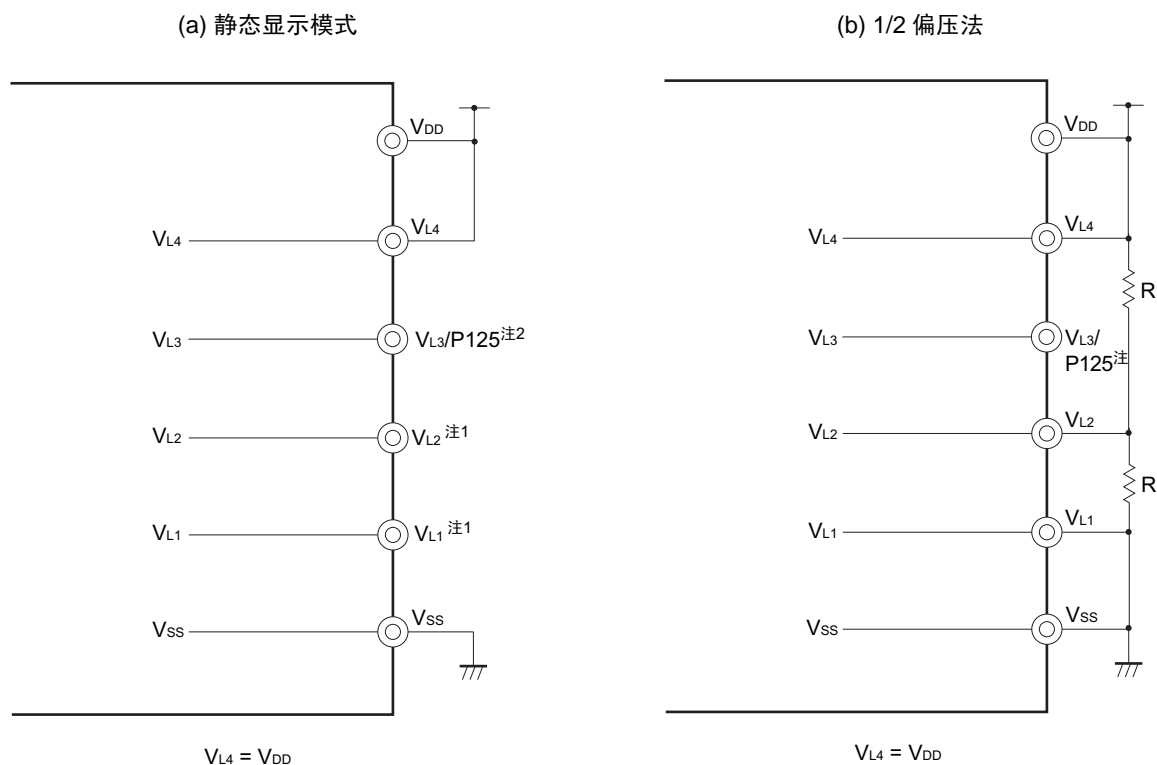 (a) 静态显示模式
VDD
VL4
VL4
VL3
VL3/P125注2
VL2
VL2 注1
VL1
VL1 注1
VSS
VSS
VL4 = VDD
(b) 1/2 偏压法
VDD
VL4
VL4
R
VL3
VL3/
P125注
VL2
VL2
R
VL1
VL1
VSS
VSS
VL4 = VDD